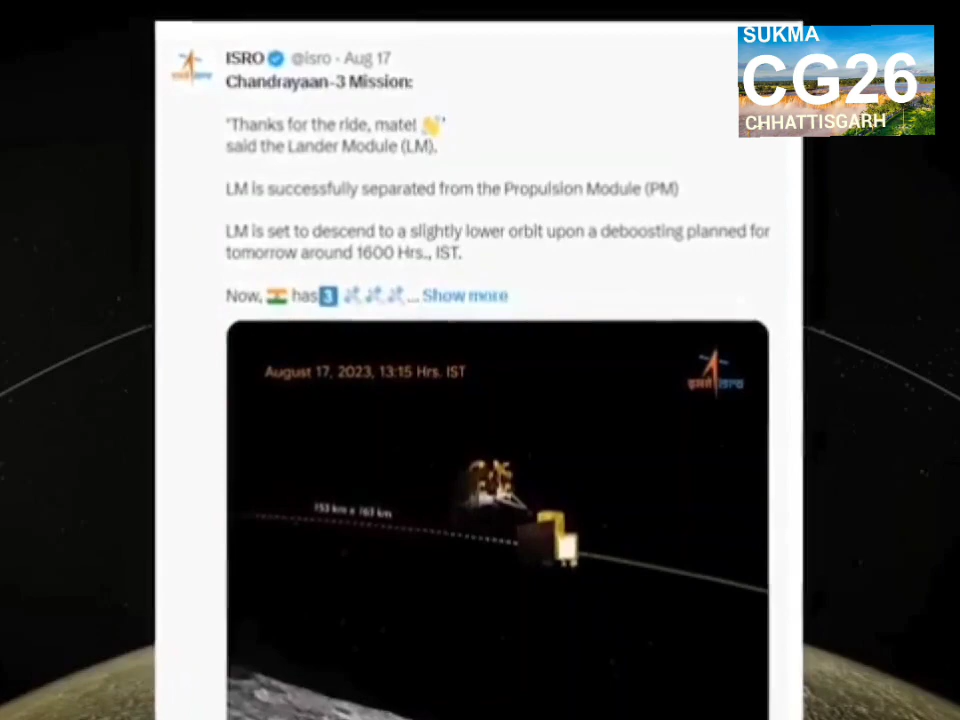 ISRO @isro · Aug 17
Chandrayaan-3 Mission:
'Thanks for the ride, mate! 👋'
said the Lander Module (LM).
LM is successfully separated from the Propulsion Module (PM)
LM is set to descend to a slightly lower orbit upon a deboosting planned for
tomorrow around 1600 Hrs., IST.
Now, 🇮🇳 has 3️⃣ 🛰️🛰️🛰️... Show more
August 17, 2023, 13:15 Hrs. IST
इसरो isro
153 km x 163 km
SUKMA
CG26
CHHATTISGARH